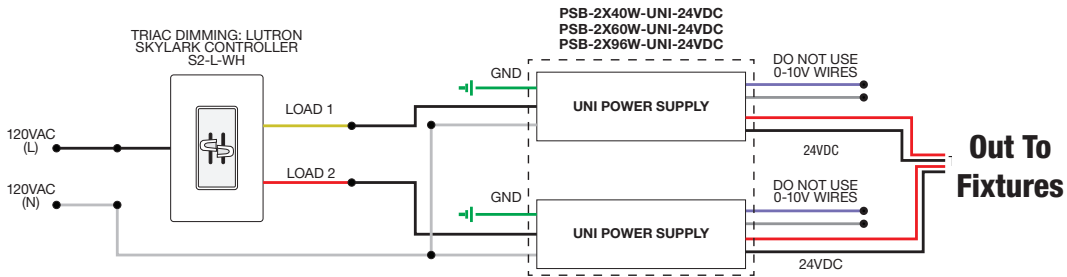 PSB-2X40W-UNI-24VDC
PSB-2X60W-UNI-24VDC
PSB-2X96W-UNI-24VDC
TRIAC DIMMING: LUTRON
SKYLARK CONTROLLER
S2-L-WH
GND
DO NOT USE
0-10V WIRES
UNI POWER SUPPLY
LOAD 1
120VAC
(L)
24VDC
Out To
Fixtures
LOAD 2
120VAC
(N)
GND
DO NOT USE
0-10V WIRES
UNI POWER SUPPLY
24VDC